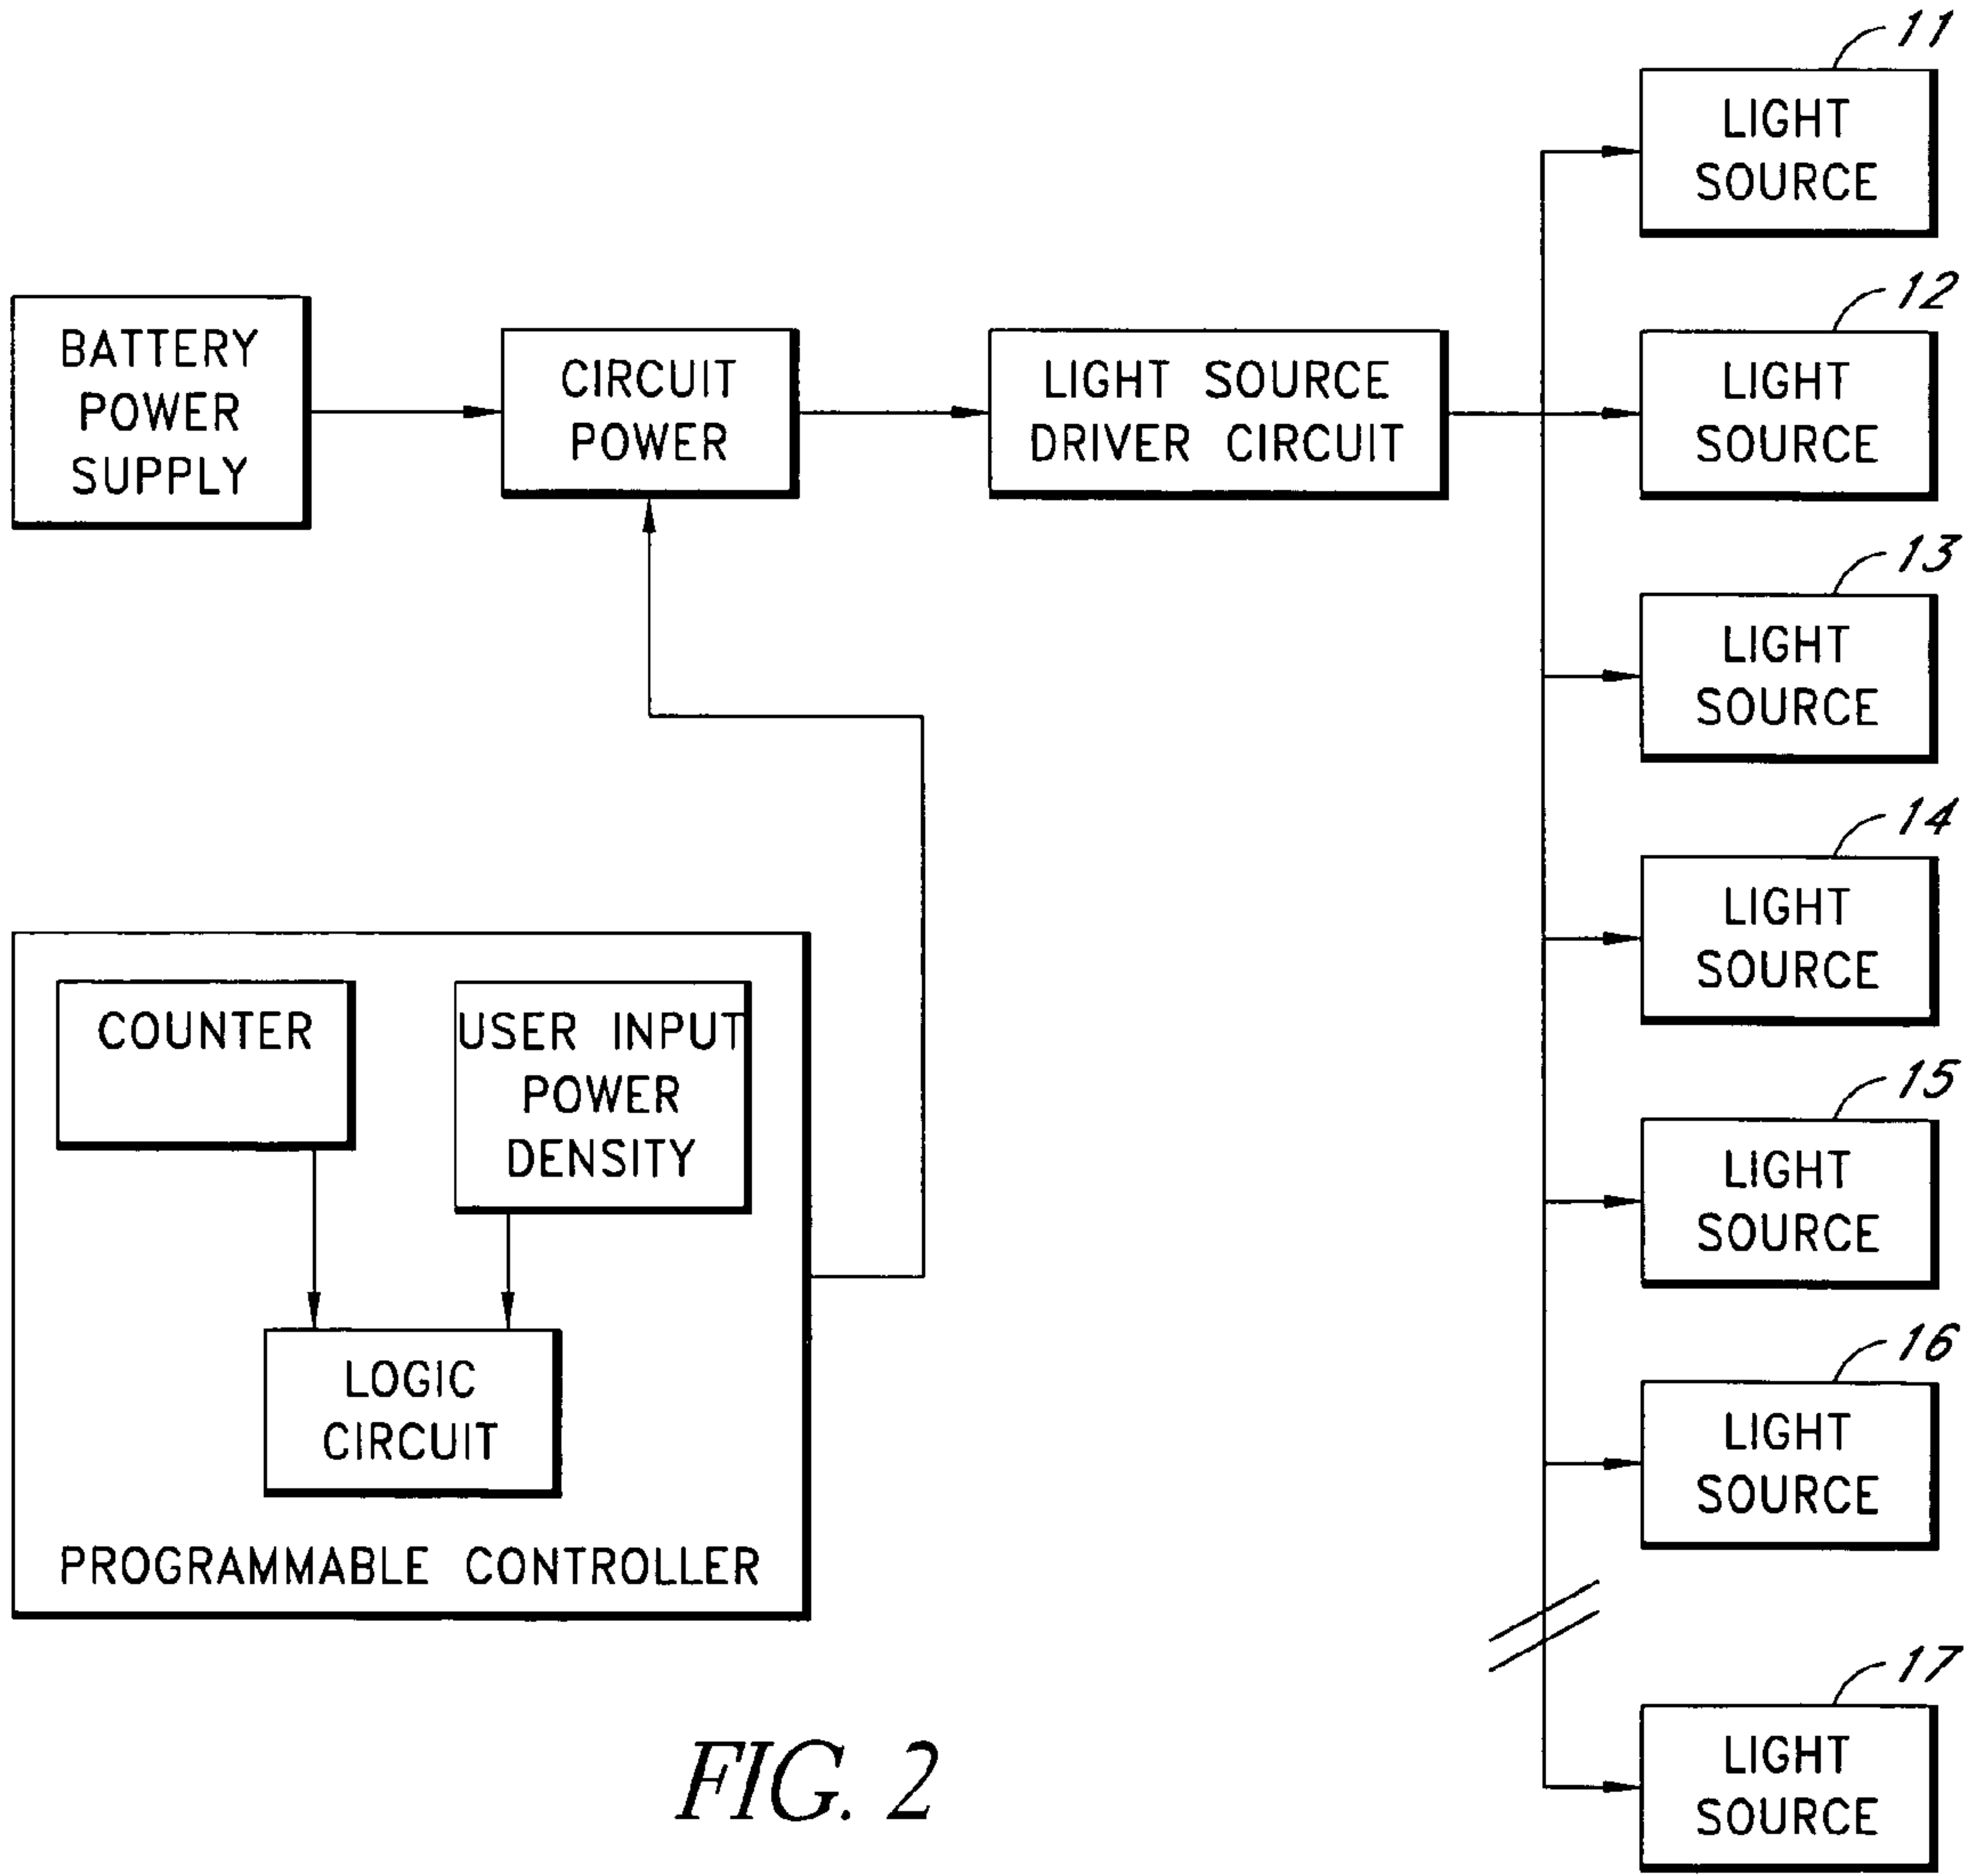 BATTERY
POWER
SUPPLY
CIRCUIT
POWER
LIGHT SOURCE
DRIVER CIRCUIT
11
LIGHT
SOURCE
12
LIGHT
SOURCE
13
LIGHT
SOURCE
14
LIGHT
SOURCE
15
LIGHT
SOURCE
16
LIGHT
SOURCE
17
LIGHT
SOURCE
COUNTER
USER INPUT
POWER
DENSITY
LOGIC
CIRCUIT
PROGRAMMABLE CONTROLLER
FIG. 2